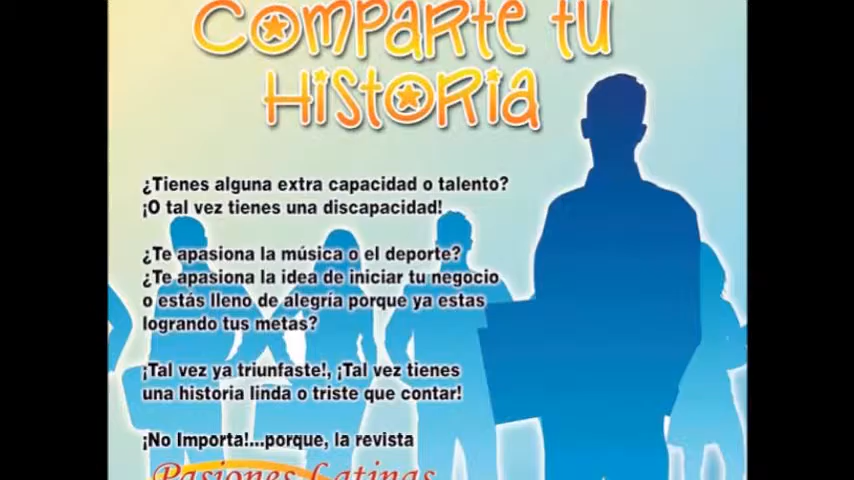 COMPARTE TU
HISTORIA
¿Tienes alguna extra capacidad o talento?
¡O tal vez tienes una discapacidad!
¿Te apasiona la música o el deporte?
¿Te apasiona la idea de iniciar tu negocio
o estás lleno de alegría porque ya estas
logrando tus metas?
¡Tal vez ya triunfaste!, ¡Tal vez tienes
una historia linda o triste que contar!
¡No Importa!...porque, la revista
Pasiones Latinas